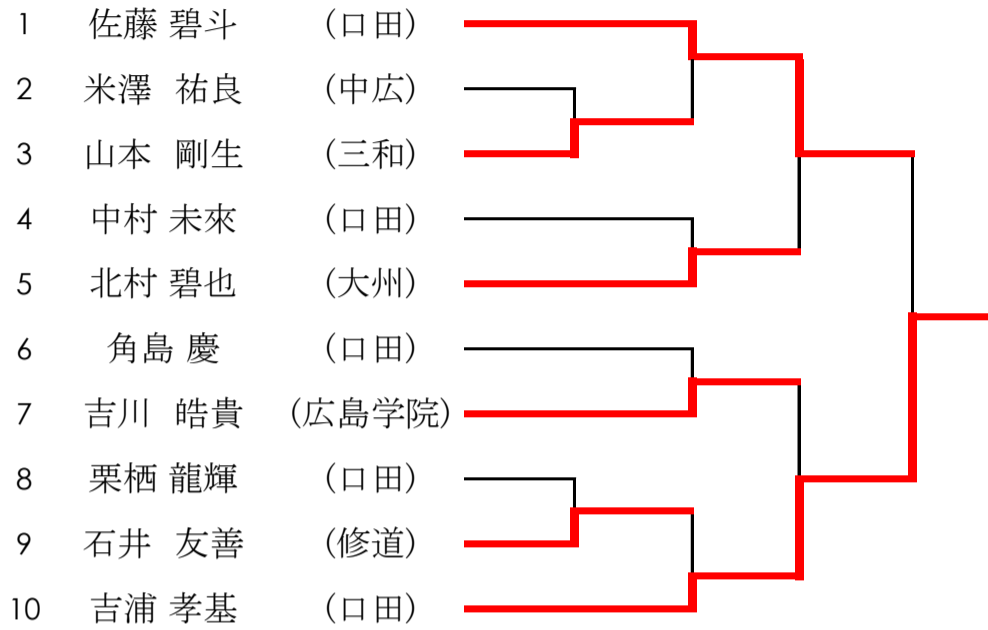 1 佐藤 碧斗 (口田)
2 米澤 祐良 (中広)
3 山本 剛生 (三和)
4 中村 未來 (口田)
5 北村 碧也 (大州)
6 角島 慶 (口田)
7 吉川 皓貴 (広島学院)
8 栗栖 龍輝 (口田)
9 石井 友善 (修道)
10 吉浦 孝基 (口田)